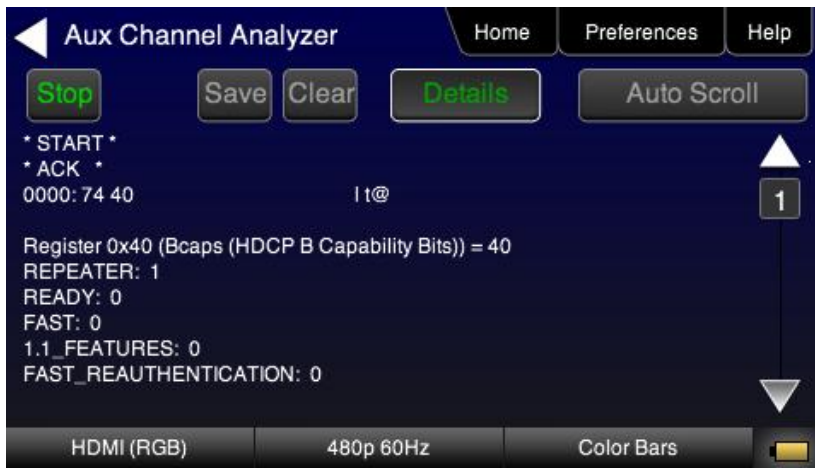 Aux Channel Analyzer Home Preferences Help
Stop Save Clear Details Auto Scroll
* START *
* ACK *
0000: 74 40 | t@
1
Register 0x40 (Bcaps (HDCP B Capability Bits)) = 40
REPEATER: 1
READY: 0
FAST: 0
1.1_FEATURES: 0
FAST_REAUTHENTICATION: 0
HDMI (RGB) 480p 60Hz Color Bars